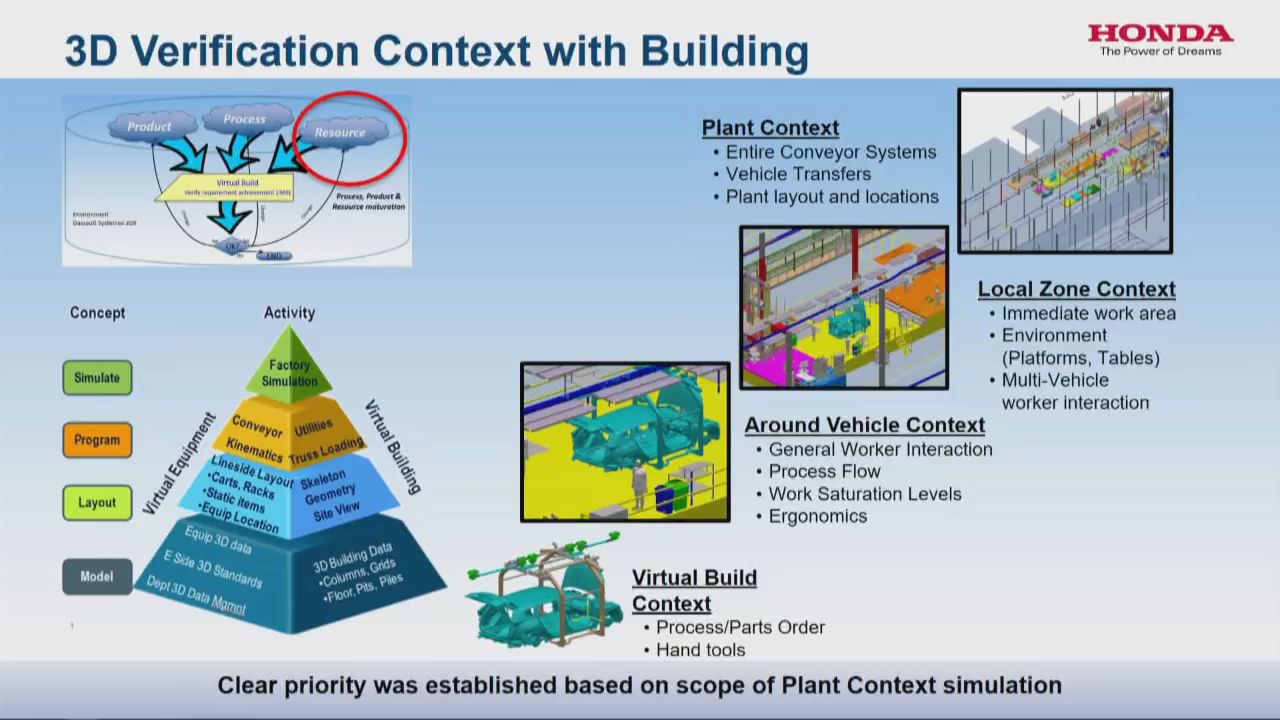 3D Verification Context with Building
HONDA
The Power of Dreams
Product
Process
Resource
Virtual Build
Verify requirement achievement (IM3)
Process, Product &
Resource maturation
Environment
Dassault Systemes 3DX
Change
Change
Change
OK?
END
Plant Context
• Entire Conveyor Systems
• Vehicle Transfers
• Plant layout and locations
Local Zone Context
• Immediate work area
• Environment
(Platforms, Tables)
• Multi-Vehicle
worker interaction
Around Vehicle Context
• General Worker Interaction
• Process Flow
• Work Saturation Levels
• Ergonomics
Virtual Build
Context
• Process/Parts Order
• Hand tools
Concept
Activity
Simulate
Program
Layout
Model
Virtual Equipment
Virtual Building
Factory
Simulation
Conveyor
Kinematics
Utilities
Truss Loading
Lineside Layout
•Carts, Racks
•Static items
•Equip Location
Skeleton
Geometry
Site View
Equip 3D data
E Side 3D Standards
Dept 3D Data Mgmnt
3D Building Data
•Columns, Grids
•Floor, Pits, Piles
1
Clear priority was established based on scope of Plant Context simulation